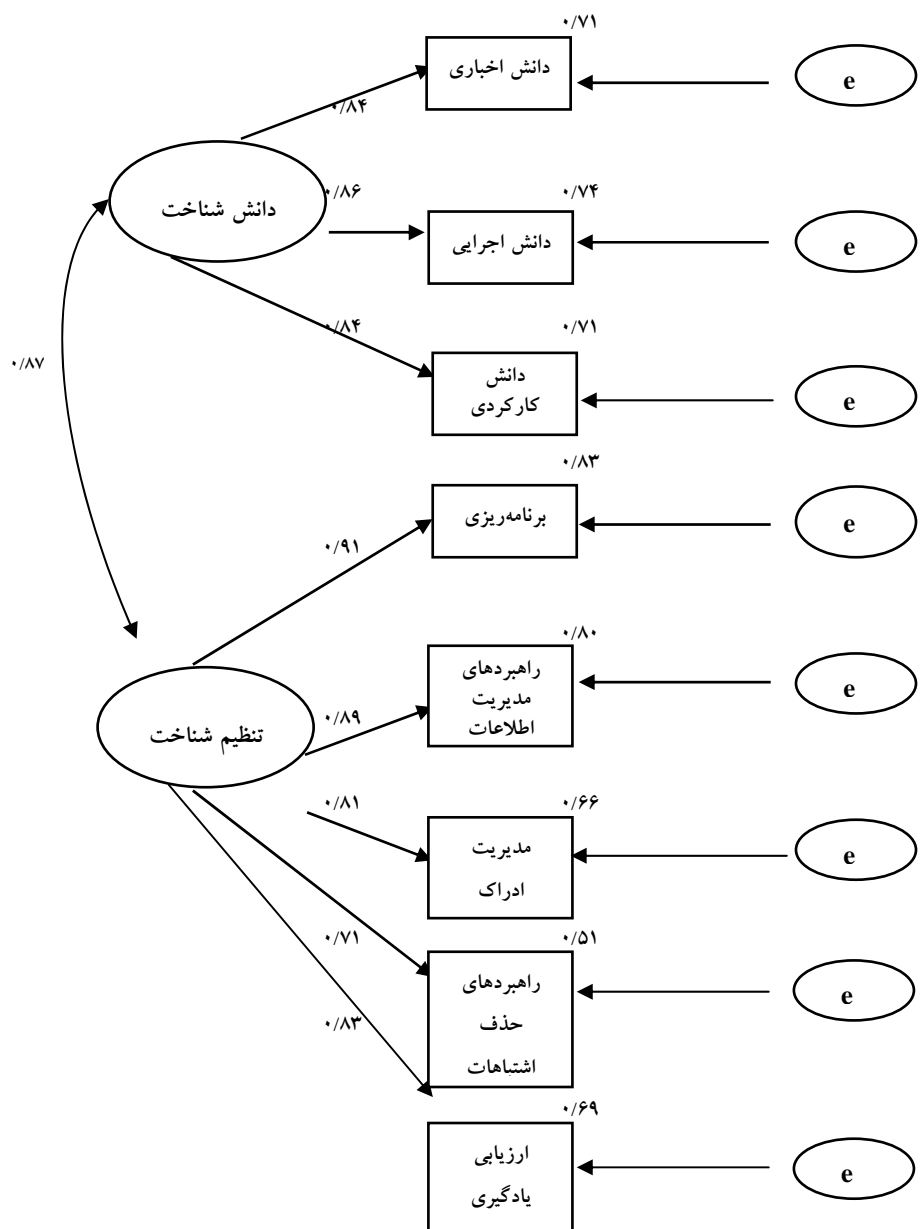 ۰/۷۱
دانش اخباری
e
۰/۸۴
دانش شناخت
۰/۸۶
۰/۷۴
دانش اجرایی
e
۰/۸۴
۰/۷۱
دانش
کارکردی
e
۰/۸۷
۰/۸۳
برنامه‌ریزی
e
۰/۹۱
۰/۸۰
راهبردهای
مدیریت
اطلاعات
e
تنظیم شناخت
۰/۸۹
۰/۸۱
۰/۶۶
مدیریت
ادراک
e
۰/۷۱
۰/۵۱
راهبردهای
حذف
اشتباهات
e
۰/۸۳
۰/۶۹
ارزیابی
یادگیری
e